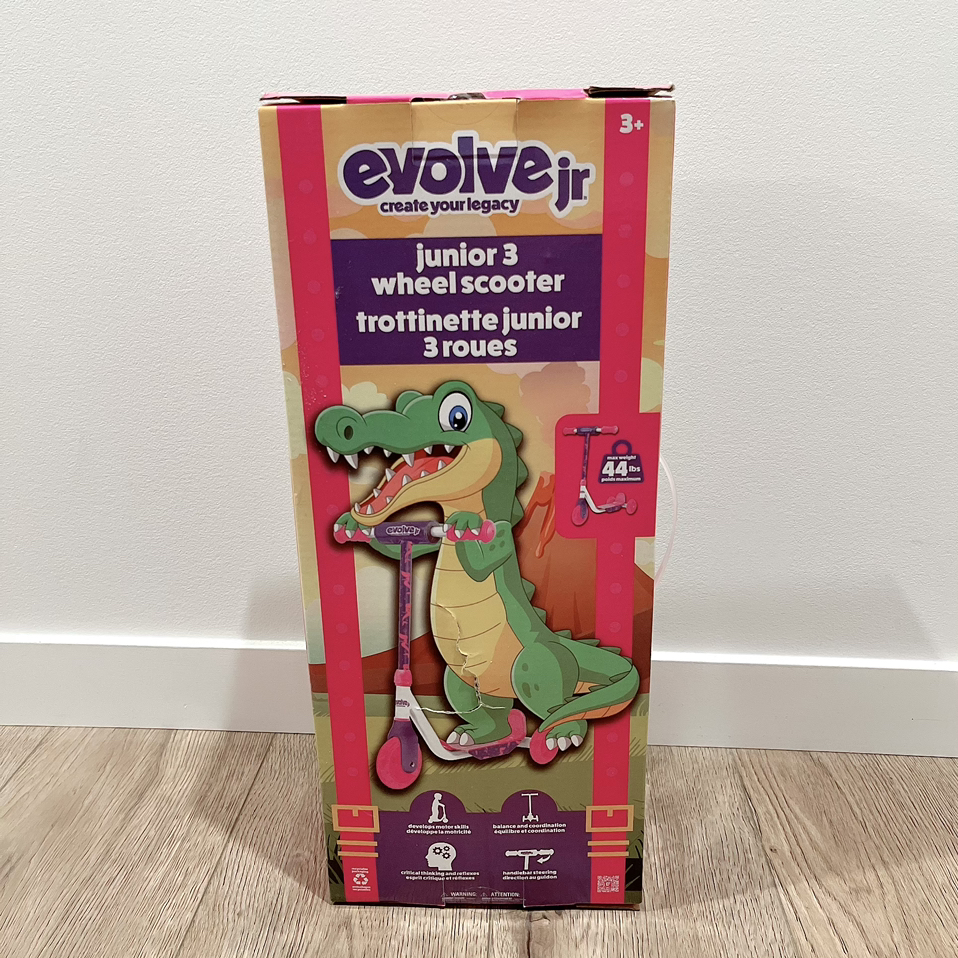 3+
evolve jr
create your legacy
junior 3
wheel scooter
trottinette junior
3 roues
max weight
44 lbs
poids maximum
evolve jr
develops motor skills
développe la motricité
balance and coordination
équilibre et coordination
critical thinking and reflexes
esprit critique et réflexes
handlebar steering
direction au guidon
WARNING:
ATTENTION: